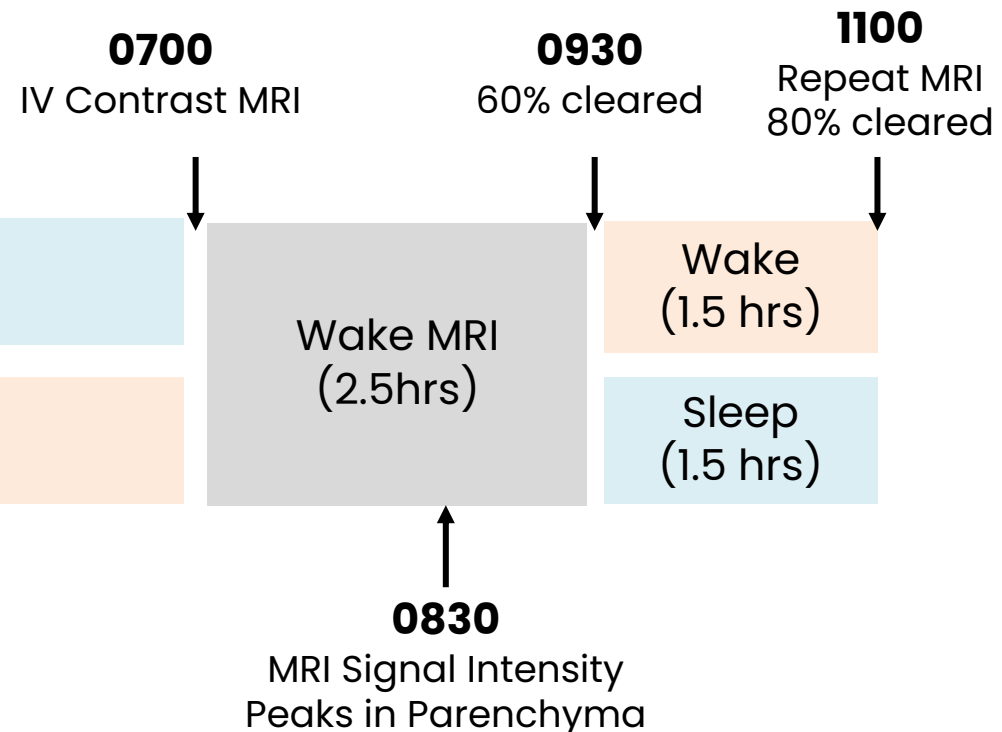 0700
IV Contrast MRI
0930
60% cleared
1100
Repeat MRI
80% cleared
Wake MRI
(2.5hrs)
Wake
(1.5 hrs)
Sleep
(1.5 hrs)
0830
MRI Signal Intensity
Peaks in Parenchyma